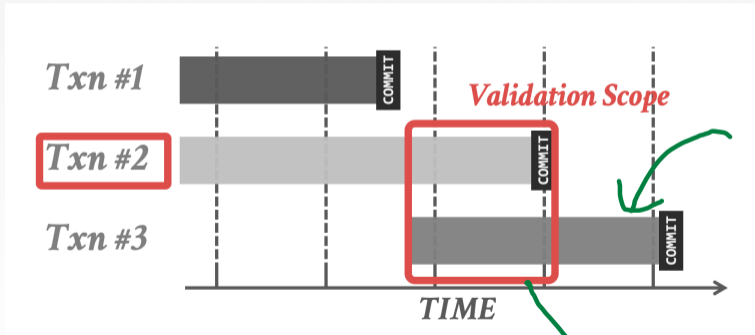 Txn #1
COMMIT
Validation Scope
Txn #2
COMMIT
Txn #3
COMMIT
TIME